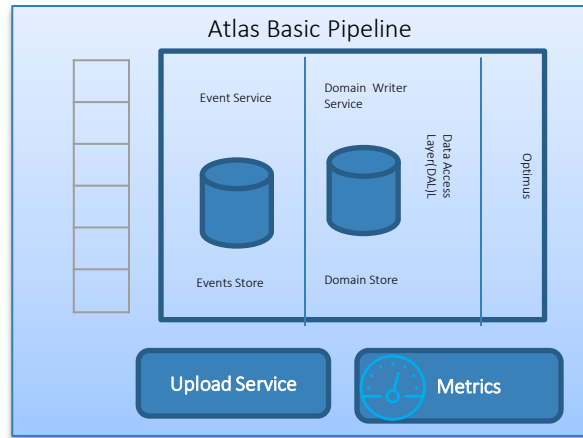 Atlas Basic Pipeline
Event Service
Domain Writer
Service
Data Access
Layer(DAL)L
Optimus
Events Store
Domain Store
Upload Service
Metrics